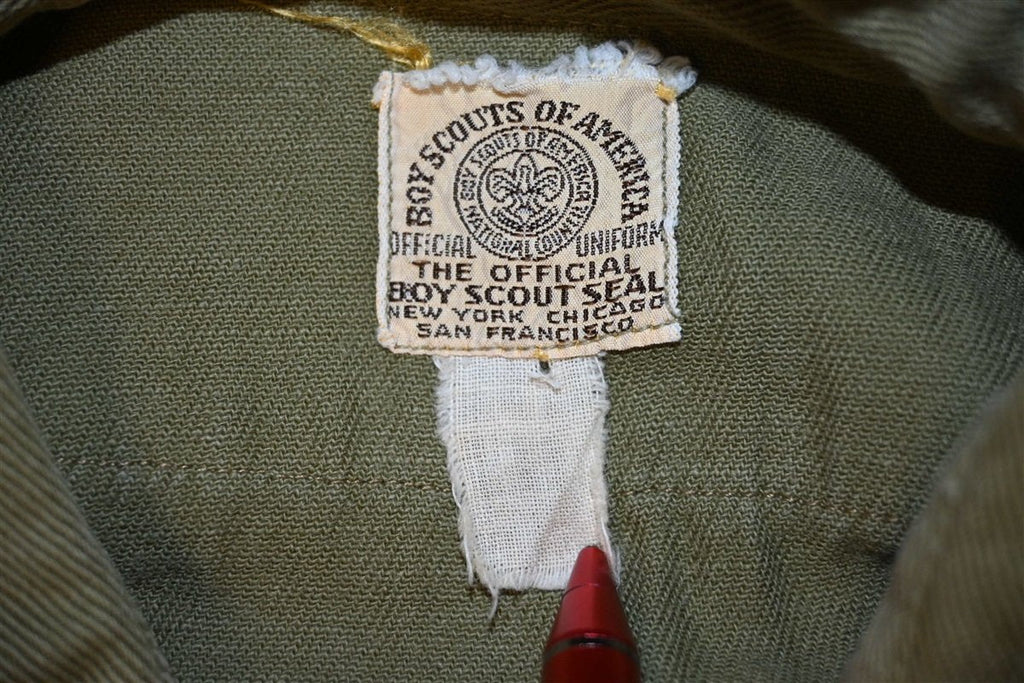 BOY SCOUTS OF AMERICA
BOY SCOUTS OF AMERICA
NATIONAL COUNCIL
OFFICIAL UNIFORM
THE OFFICIAL
BOY SCOUT SEAL
NEW YORK CHICAGO
SAN FRANCISCO